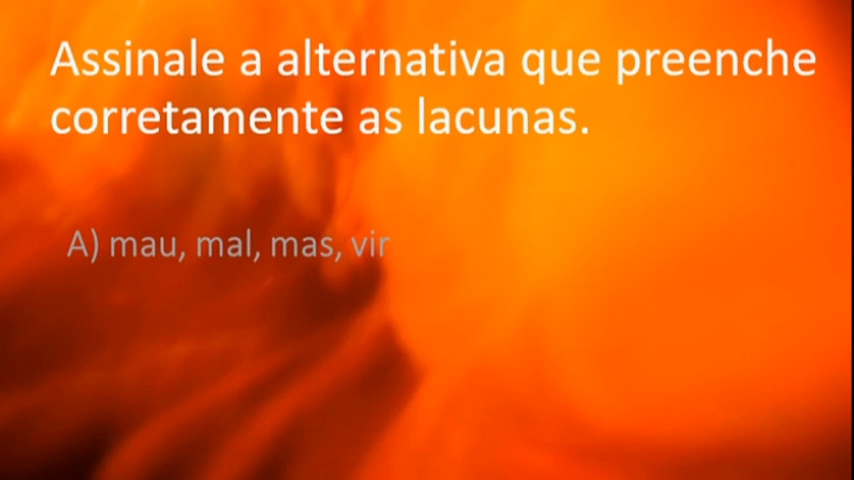 Assinale a alternativa que preenche
corretamente as lacunas.
A) mau, mal, mas, vir